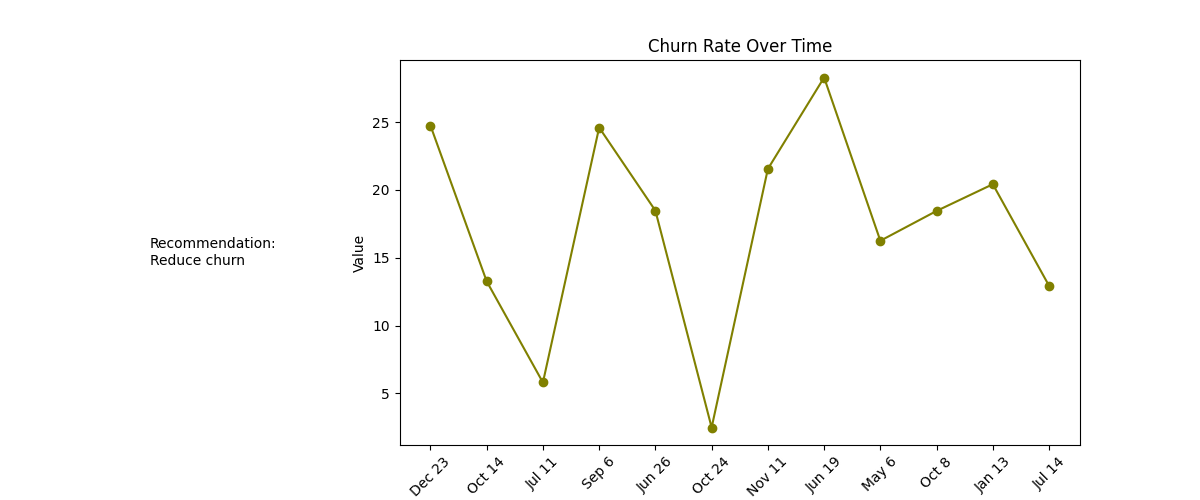 Churn Rate Over Time
Recommendation:
Reduce churn
Value
25
20
15
10
5
Dec 23
Oct 14
Jul 11
Sep 6
Jun 26
Oct 24
Nov 11
Jun 19
May 6
Oct 8
Jan 13
Jul 14